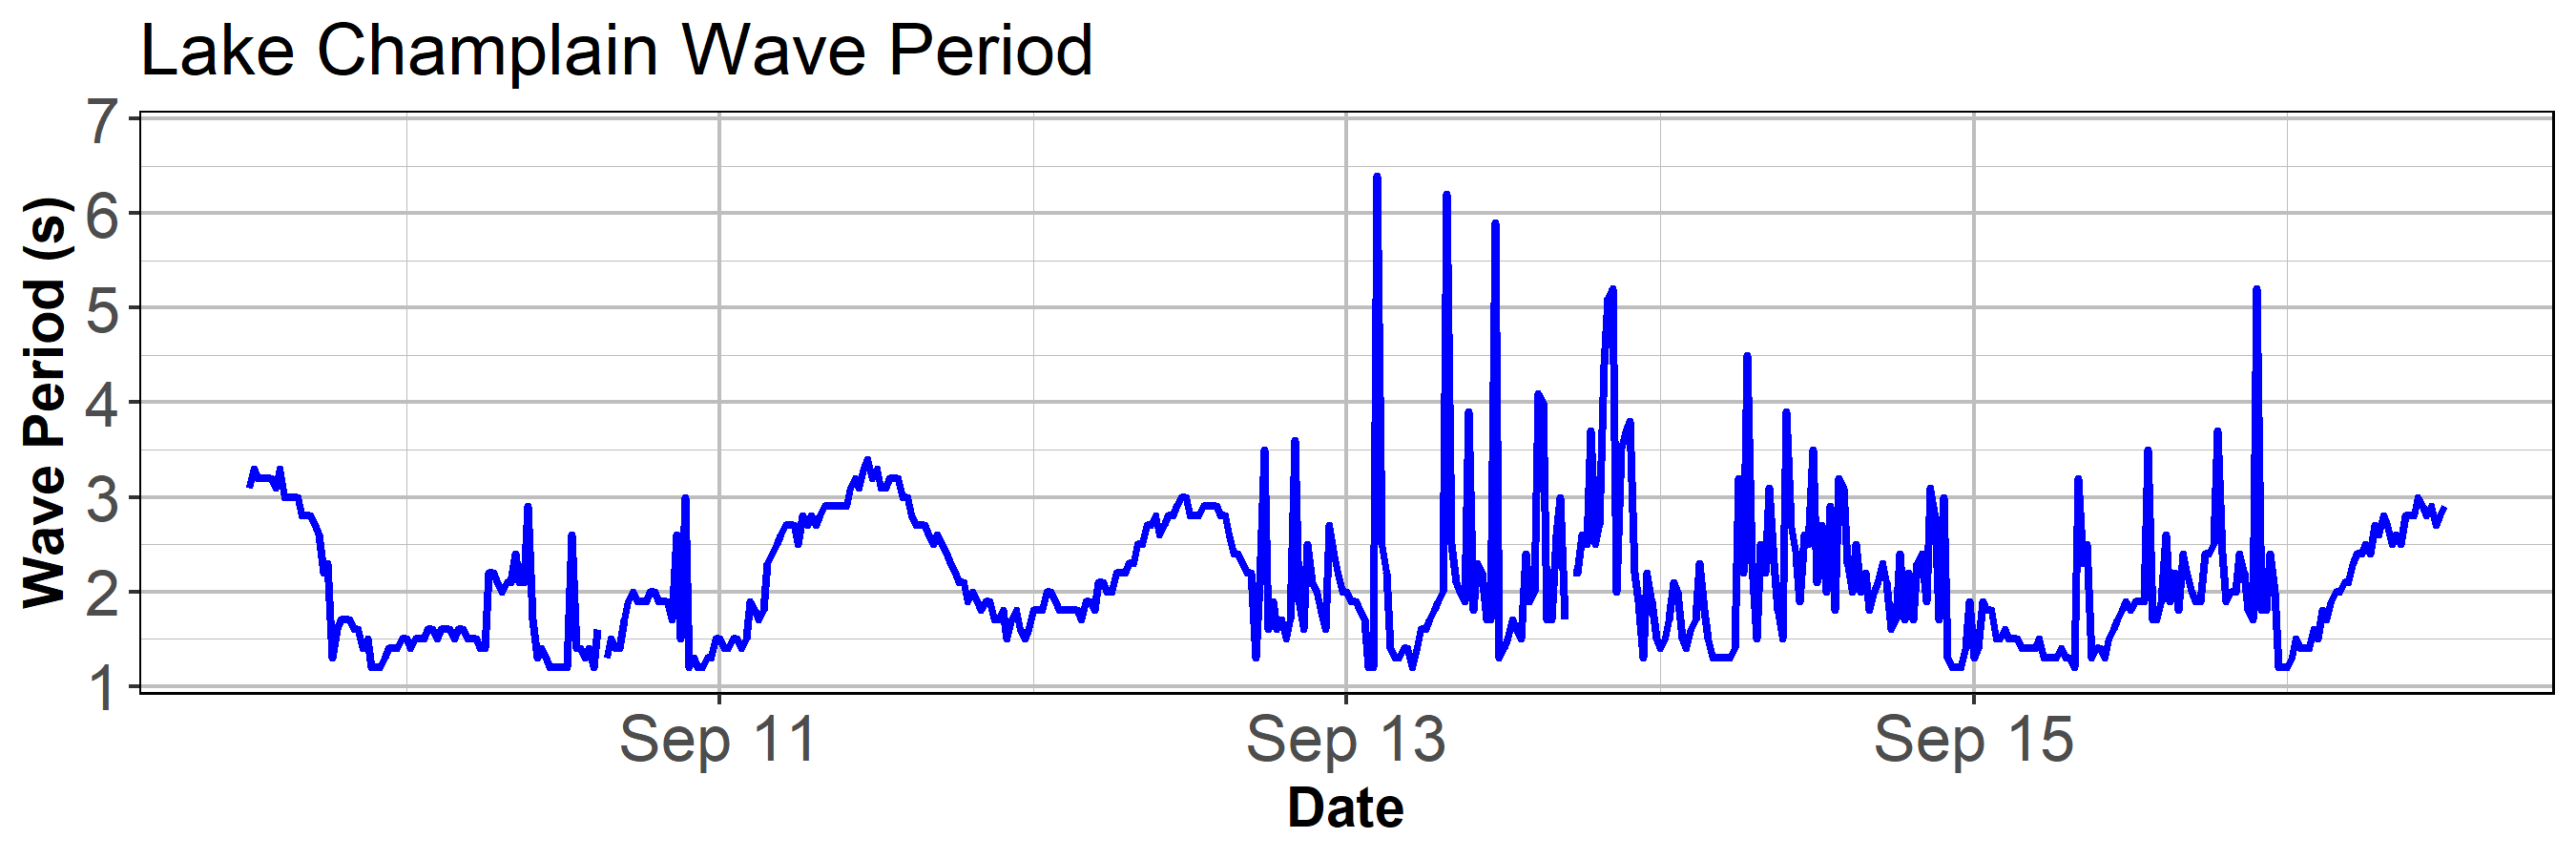 Lake Champlain Wave Period
Wave Period (s)
7
6
5
4
3
2
1
Sep 11
Sep 13
Sep 15
Date